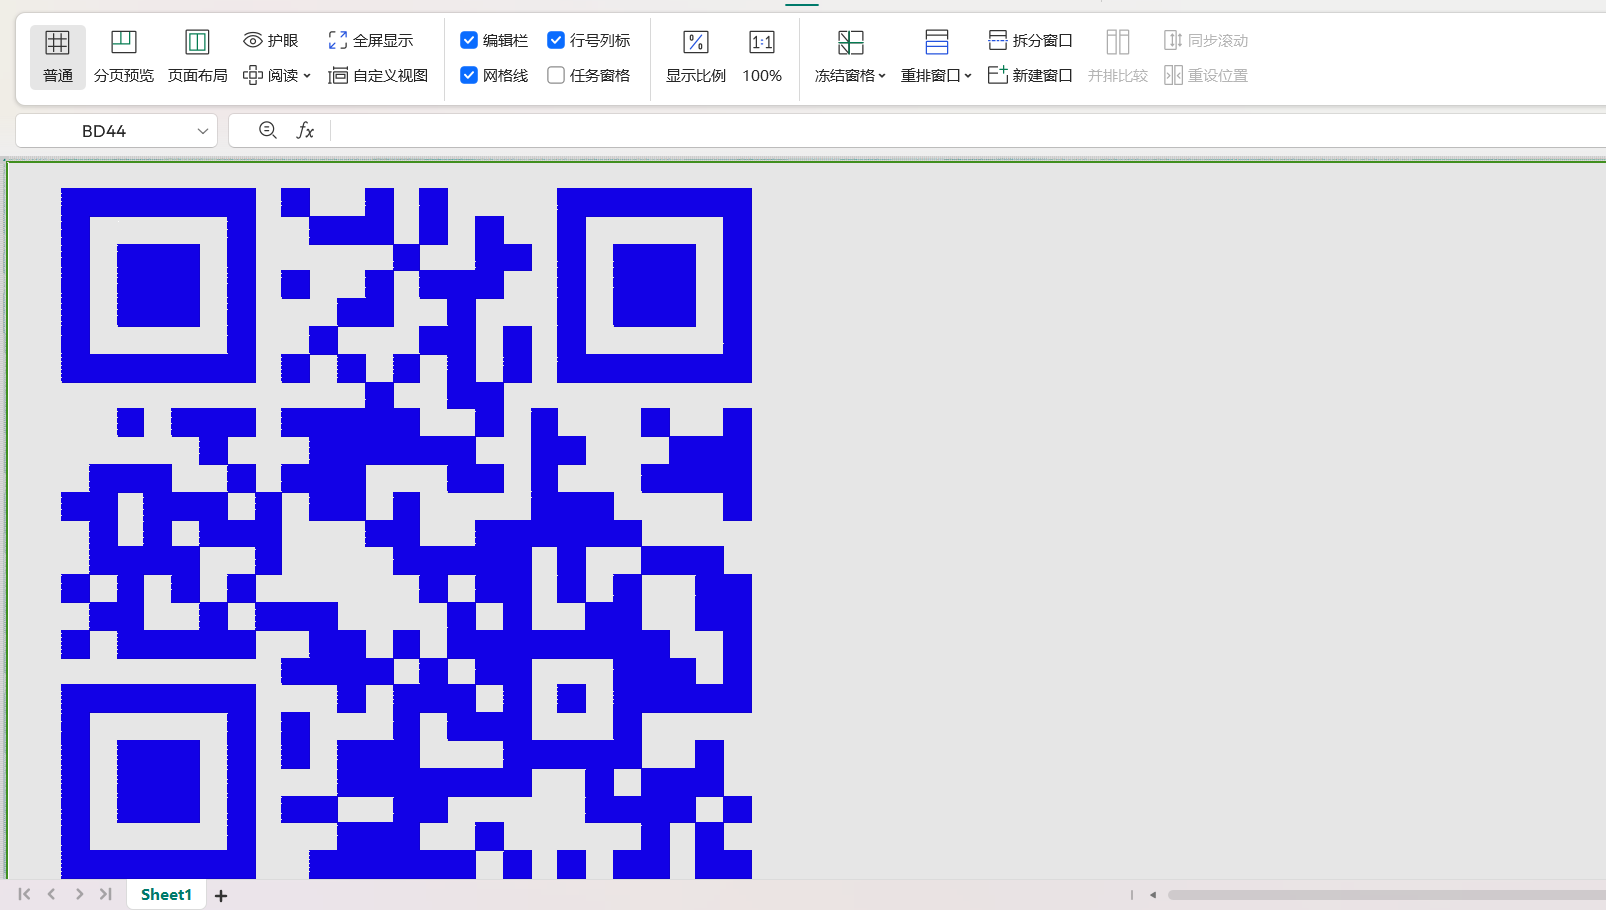 普通 分页预览 页面布局 护眼 全屏显示 编辑栏 行号列标 显示比例 100% 冻结窗格 重排窗口 拆分窗口 并排比较 同步滚动
阅读 自定义视图 网格线 任务窗格 1:1 新建窗口 重设位置
BD44 fx
Sheet1 +